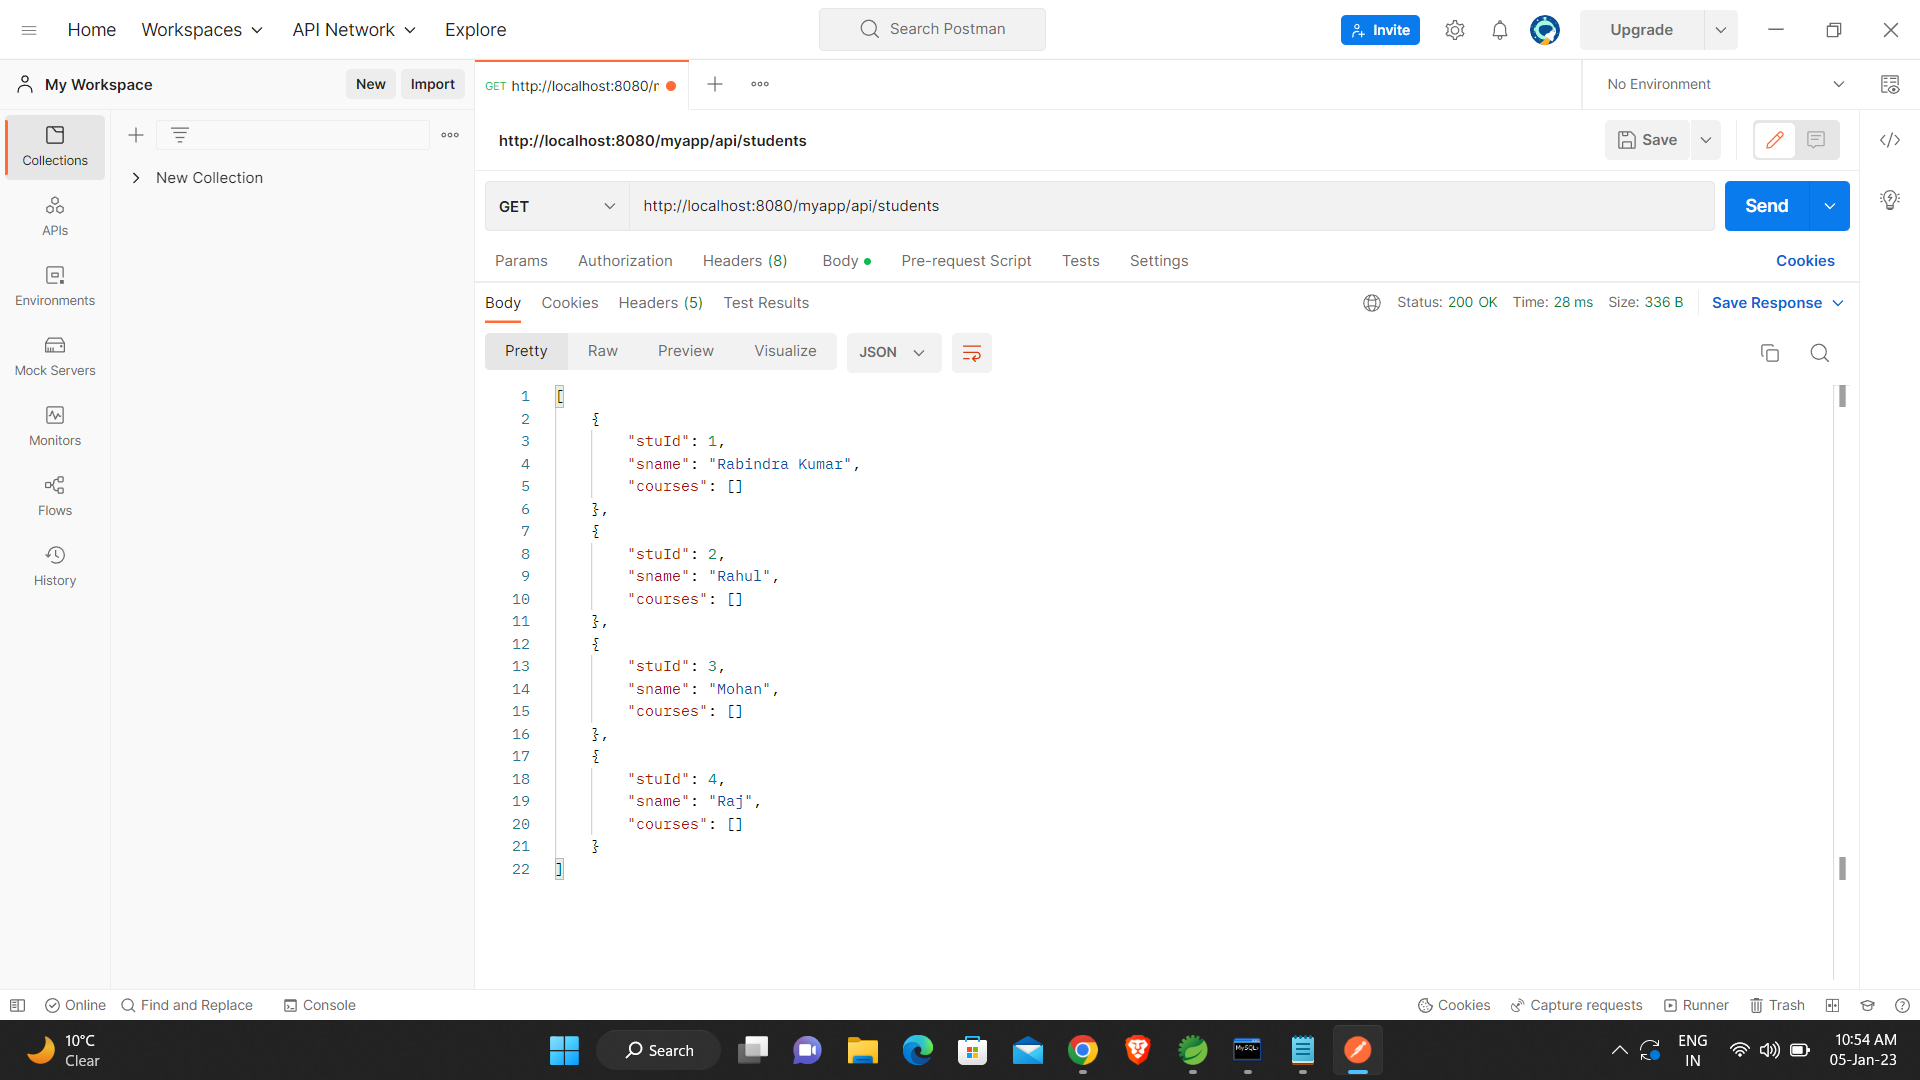 Home Workspaces API Network Explore Search Postman Invite Upgrade
My Workspace New Import GET http://localhost:8080/r No Environment
Collections
New Collection
APIs
Environments
Mock Servers
Monitors
Flows
History
http://localhost:8080/myapp/api/students Save
GET http://localhost:8080/myapp/api/students Send
Params Authorization Headers (8) Body Pre-request Script Tests Settings Cookies
Body Cookies Headers (5) Test Results Status: 200 OK Time: 28 ms Size: 336 B Save Response
Pretty Raw Preview Visualize JSON
1 [
2 {
3 "stuId": 1,
4 "sname": "Rabindra Kumar",
5 "courses": []
6 },
7 {
8 "stuId": 2,
9 "sname": "Rahul",
10 "courses": []
11 },
12 {
13 "stuId": 3,
14 "sname": "Mohan",
15 "courses": []
16 },
17 {
18 "stuId": 4,
19 "sname": "Raj",
20 "courses": []
21 }
22 ]
Online Find and Replace Console Cookies Capture requests Runner Trash
10°C
Clear
Search
MySQL
ENG
IN
10:54 AM
05-Jan-23